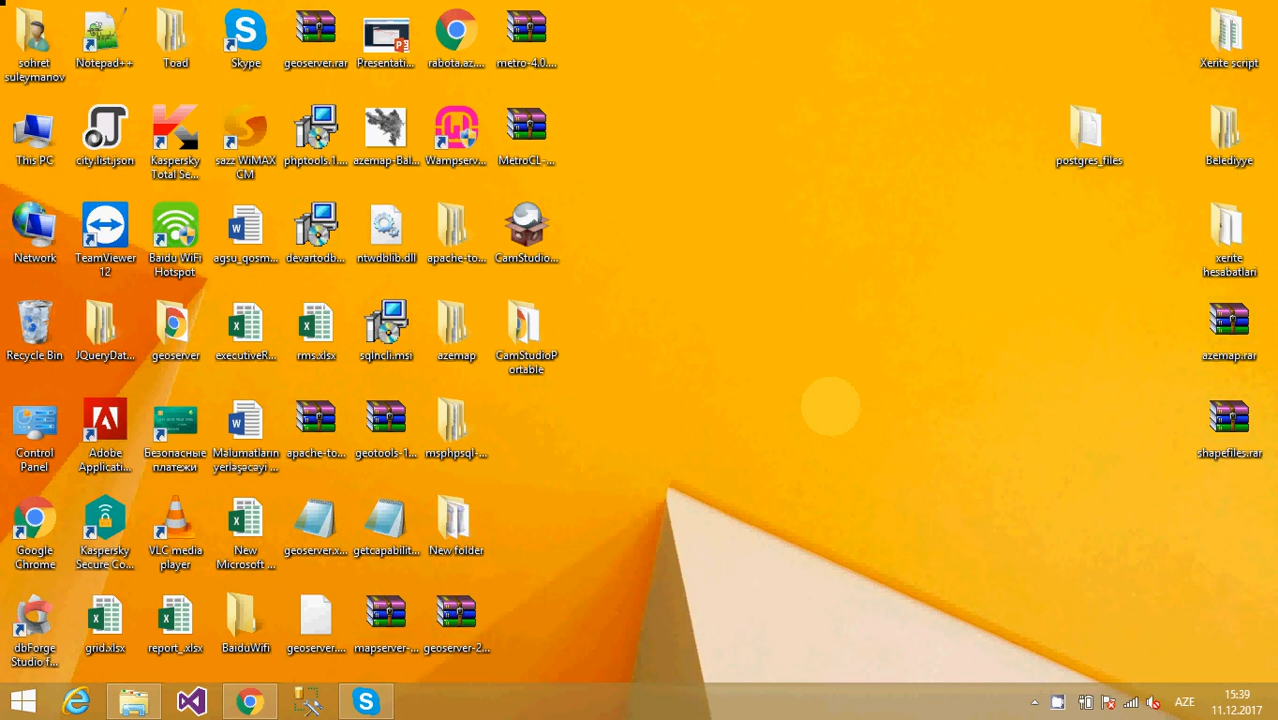 sohret
suleymanov
Notepad++
Toad
Skype
geoserver.rar
Presentati...
rabota.az....
metro-4.0....
Xerite script
This PC
city.list.json
Kaspersky
Total Se...
sazz WiMAX
CM
phptools.1....
azemap-Bai...
Wampserv...
MetroCL-...
postgres_files
Belediyye
Network
TeamViewer
12
Baidu WiFi
Hotspot
agsu_qosm...
devartodb...
ntwdblib.dll
apache-to...
CamStudio...
xerite
hesabatlari
Recycle Bin
JQueryDat...
geoserver
executiveR...
rms.xlsx
sqlncli.msi
azemap
CamStudioP
ortable
azemap.rar
Control
Panel
Adobe
Applicati...
Безопасные
платежи
Məlumatların
yerləşəcəyi ...
apache-to...
geotools-1...
msphpsql-...
shapefiles.rar
Google
Chrome
Kaspersky
Secure Co...
VLC media
player
New
Microsoft ...
geoserver.x...
getcapabilit...
New folder
dbForge
Studio f...
grid.xlsx
report_.xlsx
BaiduWifi
geoserver....
mapserver-...
geoserver-2...
AZE
15:39
11.12.2017